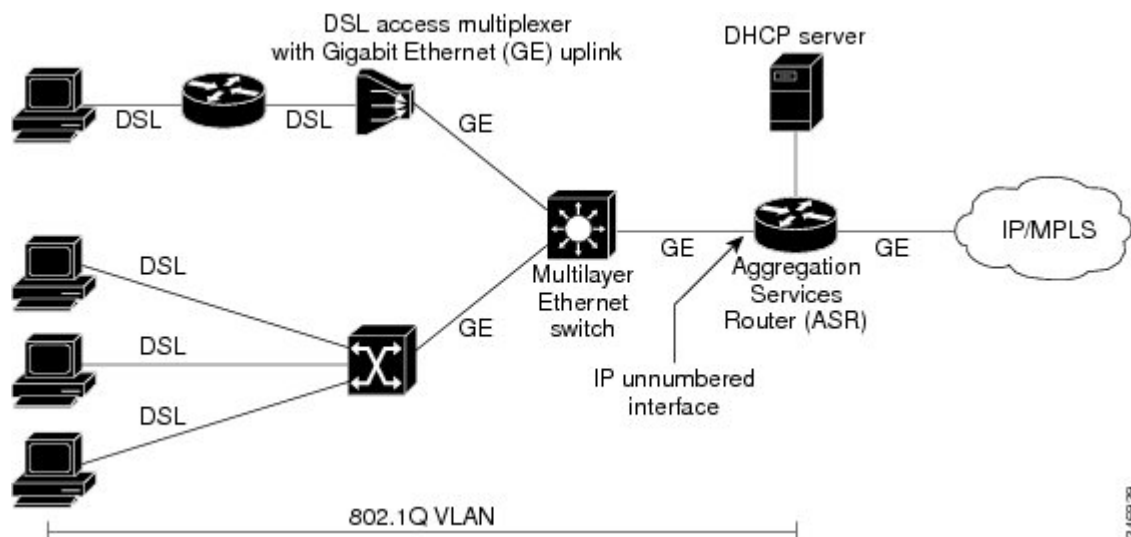 DSL access multiplexer
with Gigabit Ethernet (GE) uplink
DHCP server
DSL
DSL
GE
IP/MPLS
GE
GE
Multilayer
Ethernet
switch
Aggregation
Services
Router (ASR)
DSL
GE
DSL
IP unnumbered
interface
DSL
802.1Q VLAN